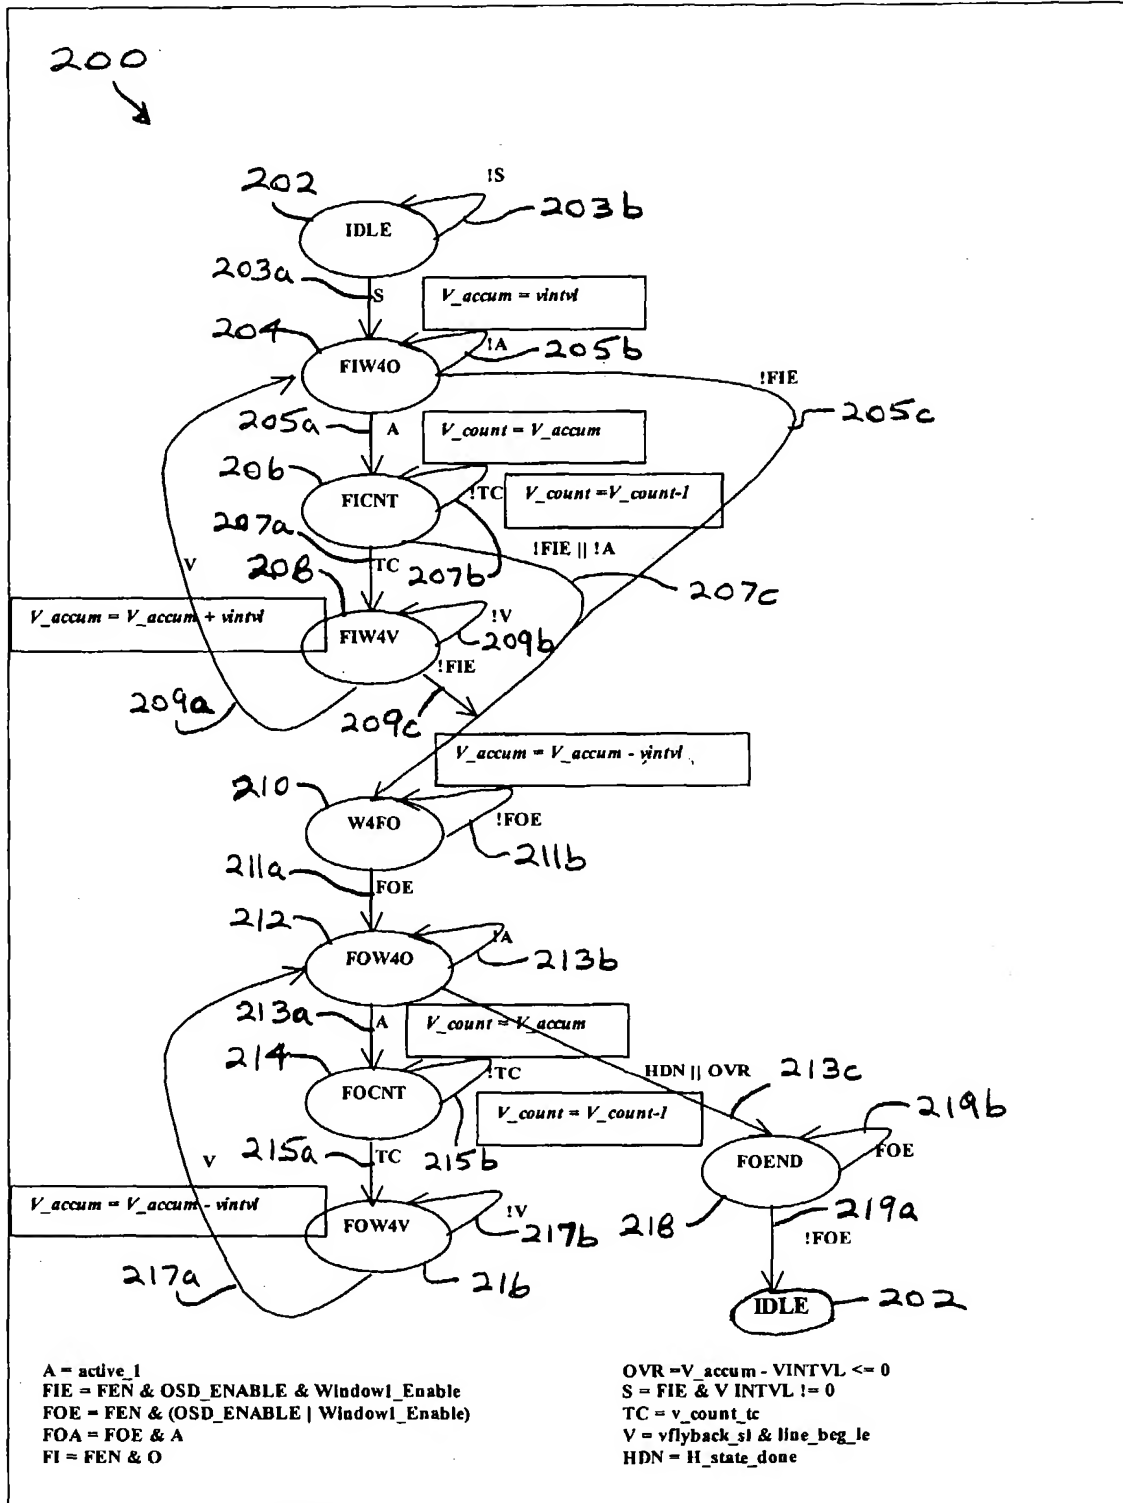 200
202
!S
203b
IDLE
203a
S
V_accum = vintvl
204
!A
205b
FIW4O
!FIE
205a
A
V_count = V_accum
205c
206
FICNT
!TC
V_count =V_count-1
207a
!FIE || !A
TC
207b
208
207c
V
V_accum = V_accum + vintvl
FIW4V
!V
209b
!FIE
209a
209c
V_accum = V_accum - vintvl
210
W4FO
!FOE
211b
211a
FOE
212
!A
FOW4O
213b
213a
A
V_count = V_accum
214
!TC
HDN || OVR
213c
FOCNT
V_count = V_count-1
219b
215a
TC
215b
V
FOEND
FOE
V_accum = V_accum - vintvl
FOW4V
!V
217b
218
219a
!FOE
217a
216
IDLE
202
A = active_1
FIE = FEN & OSD_ENABLE & Window1_Enable
FOE = FEN & (OSD_ENABLE | Window1_Enable)
FOA = FOE & A
FI = FEN & O
OVR =V_accum - VINTVL <= 0
S = FIE & V INTVL != 0
TC = v_count_tc
V = vflyback_sl & line_beg_le
HDN = H_state_done